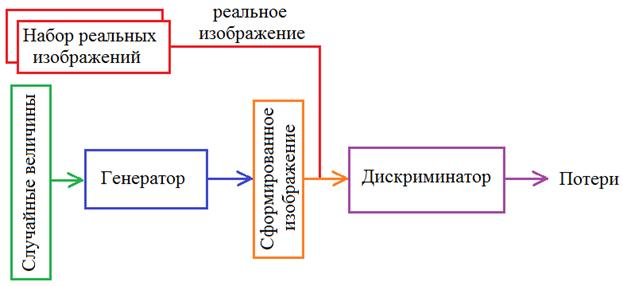 реальное
изображение
Набор реальных
изображений
Случайные величины
Генератор
Сформированное
изображение
Дискриминатор
Потери